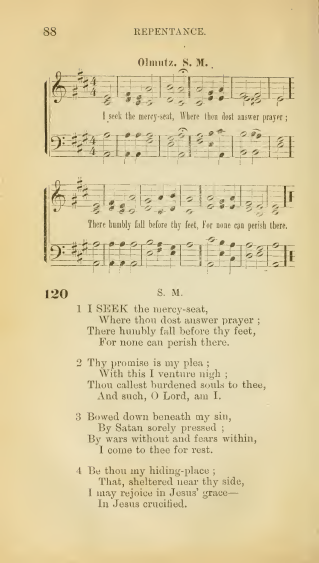 88 REPENTANCE.
Olmutz. S. M.
I seek the mercy-seat, Where thou dost answer prayer ;
There humbly fall before thy feet, For none can perish there.
120 S. M.
1 I SEEK the mercy-seat,
Where thou dost answer prayer ;
There humbly fall before thy feet,
For none can perish there.
2 Thy promise is my plea ;
With this I venture nigh ;
Thou callest burdened souls to thee,
And such, O Lord, am I.
3 Bowed down beneath my sin,
By Satan sorely pressed ;
By wars without and fears within,
I come to thee for rest.
4 Be thou my hiding-place ;
That, sheltered near thy side,
I may rejoice in Jesus' grace—
In Jesus crucified.